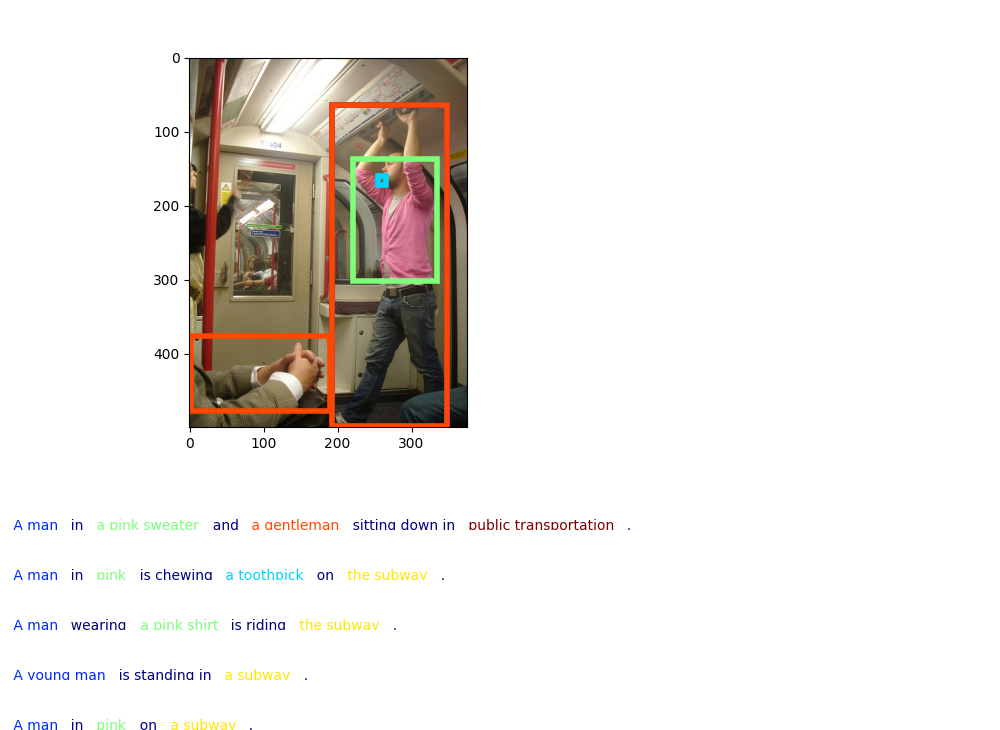 0
100
200
300
400
0 100 200 300
A man in a pink sweater and a gentleman sitting down in public transportation .
A man in pink is chewing a toothpick on the subway .
A man wearing a pink shirt is riding the subway .
A young man is standing in a subway .
A man in pink on a subway .